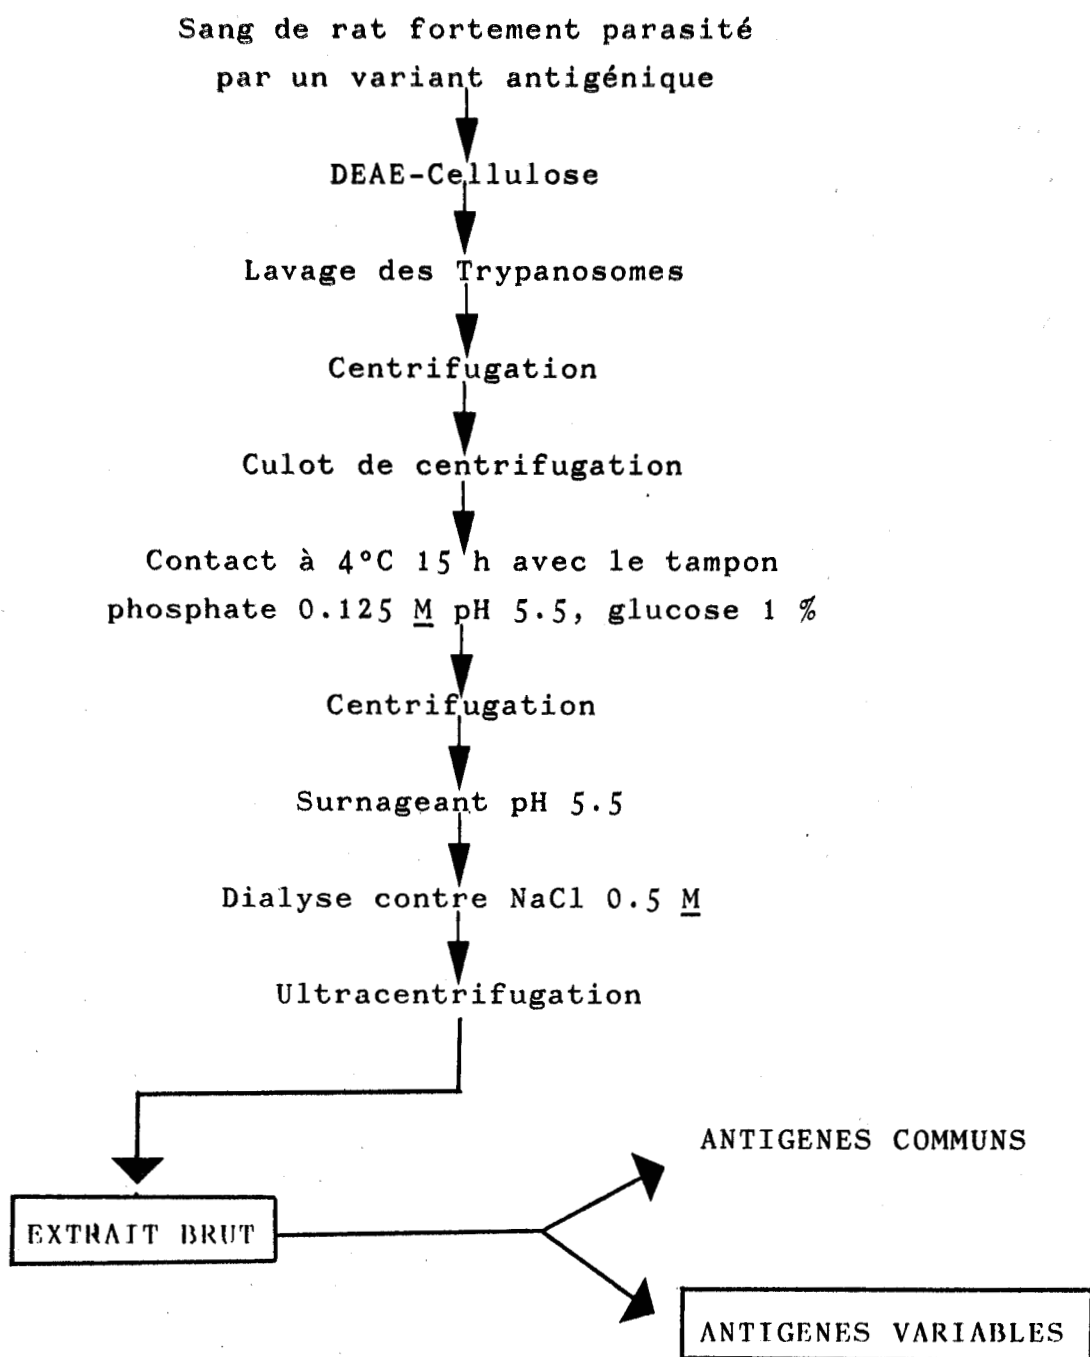 Sang de rat fortement parasité
par un variant antigénique
DEAE-Cellulose
Lavage des Trypanosomes
Centrifugation
Culot de centrifugation
Contact à 4°C 15 h avec le tampon
phosphate 0.125 M pH 5.5, glucose 1 %
Centrifugation
Surnageant pH 5.5
Dialyse contre NaCl 0.5 M
Ultracentrifugation
ANTIGENES COMMUNS
EXTRAIT BRUT
ANTIGENES VARIABLES